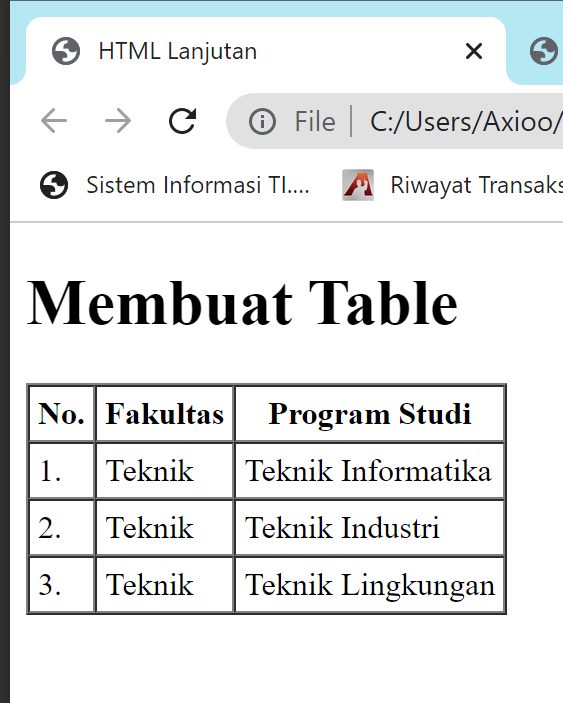 HTML Lanjutan
File C:/Users/Axioo/
Sistem Informasi TI.... Riwayat Transaks
Membuat Table
No. Fakultas Program Studi
1. Teknik Teknik Informatika
2. Teknik Teknik Industri
3. Teknik Teknik Lingkungan